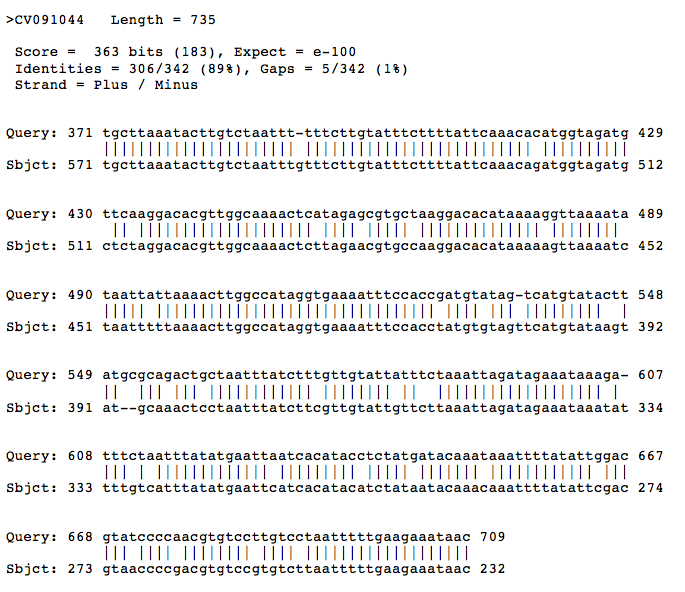 >CV091044   Length = 735
Score =  363 bits (183), Expect = e-100
Identities = 306/342 (89%), Gaps = 5/342 (1%)
Strand = Plus / Minus
Query: 371 tgcttaaatacttgtctaattt-tttcttgtatttcttttattcaaacacatggtagatg 429
Sbjct: 571 tgcttaaatacttgtctaatttgtttcttgtatttcttttattcaaacagatggtagatg 512
Query: 430 ttcaaggacacgttggcaaaactcatagagcgtgctaaggacacataaaaggttaaaata 489
Sbjct: 511 ctctaggacacgttggcaaaactcttagaacgtgccaaggacacataaaaagttaaaatc 452
Query: 490 taattattaaaacttggccataggtgaaaatttccaccgatgtatag-tcatgtatactt 548
Sbjct: 451 taatttttaaaacttggccataggtgaaaatttccacctatgtgtagttcatgtataagt 392
Query: 549 atgcgcagactgctaatttatctttgttgtattatttctaaattagatagaaataaaga- 607
Sbjct: 391 at--gcaaactcctaatttatcttcgttgtattgttcttaaattagatagaaataaatat 334
Query: 608 tttctaatttatatgaattaatcacatacctctatgatacaaataaattttatattggac 667
Sbjct: 333 tttgtcatttatatgaattcatcacatacatctataatacaaacaaattttatattcgac 274
Query: 668 gtatccccaacgtgtccttgtcctaatttttgaagaaataac 709
Sbjct: 273 gtaaccccgacgtgtccgtgtcttaatttttgaagaaataac 232